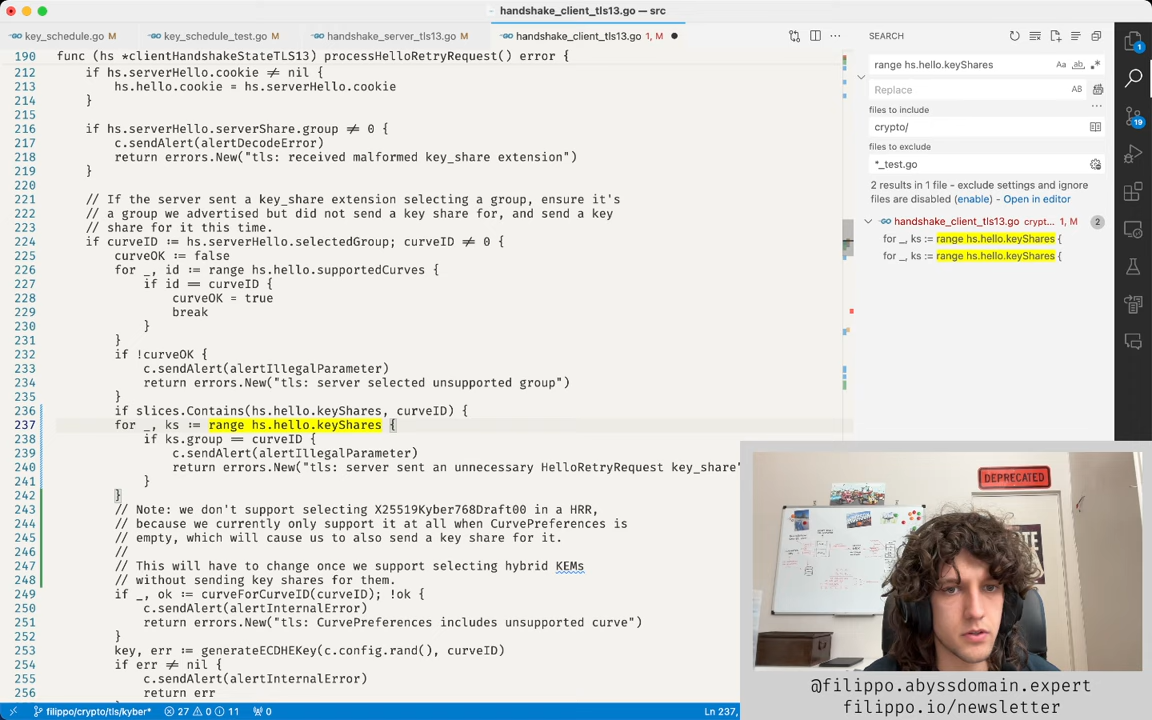 handshake_client_tls13.go — src
key_schedule.go M
key_schedule_test.go M
handshake_server_tls13.go M
handshake_client_tls13.go 1, M
190 func (hs *clientHandshakeStateTLS13) processHelloRetryRequest() error {
212 if hs.serverHello.cookie ≠ nil {
213 hs.hello.cookie = hs.serverHello.cookie
214 }
215
216 if hs.serverHello.serverShare.group ≠ 0 {
217 c.sendAlert(alertDecodeError)
218 return errors.New("tls: received malformed key_share extension")
219 }
220
221 // If the server sent a key_share extension selecting a group, ensure it's
222 // a group we advertised but did not send a key share for, and send a key
223 // share for it this time.
224 if curveID := hs.serverHello.selectedGroup; curveID ≠ 0 {
225 curveOK := false
226 for _, id := range hs.hello.supportedCurves {
227 if id == curveID {
228 curveOK = true
229 break
230 }
231 }
232 if !curveOK {
233 c.sendAlert(alertIllegalParameter)
234 return errors.New("tls: server selected unsupported group")
235 }
236 if slices.Contains(hs.hello.keyShares, curveID) {
237 for _, ks := range hs.hello.keyShares {
238 if ks.group == curveID {
239 c.sendAlert(alertIllegalParameter)
240 return errors.New("tls: server sent an unnecessary HelloRetryRequest key_share"
241 }
242 }
243 // Note: we don't support selecting X25519Kyber768Draft00 in a HRR,
244 // because we currently only support it at all when CurvePreferences is
245 // empty, which will cause us to also send a key share for it.
246 //
247 // This will have to change once we support selecting hybrid KEMs
248 // without sending key shares for them.
249 if _, ok := curveForCurveID(curveID); !ok {
250 c.sendAlert(alertInternalError)
251 return errors.New("tls: CurvePreferences includes unsupported curve")
252 }
253 key, err := generateECDHEKey(c.config.rand(), curveID)
254 if err ≠ nil {
255 c.sendAlert(alertInternalError)
256 return err
filippo/crypto/tls/kyber* 27 0 11 0
Ln 237,
SEARCH
range hs.hello.keyShares Aa ab .*
Replace AB
files to include
crypto/
files to exclude
*_test.go
2 results in 1 file - exclude settings and ignore
files are disabled (enable) - Open in editor
handshake_client_tls13.go crypt... 1, M 2
for _, ks := range hs.hello.keyShares {
for _, ks := range hs.hello.keyShares {
1
19
DEPRECATED
@filippo.abyssdomain.expert
filippo.io/newsletter